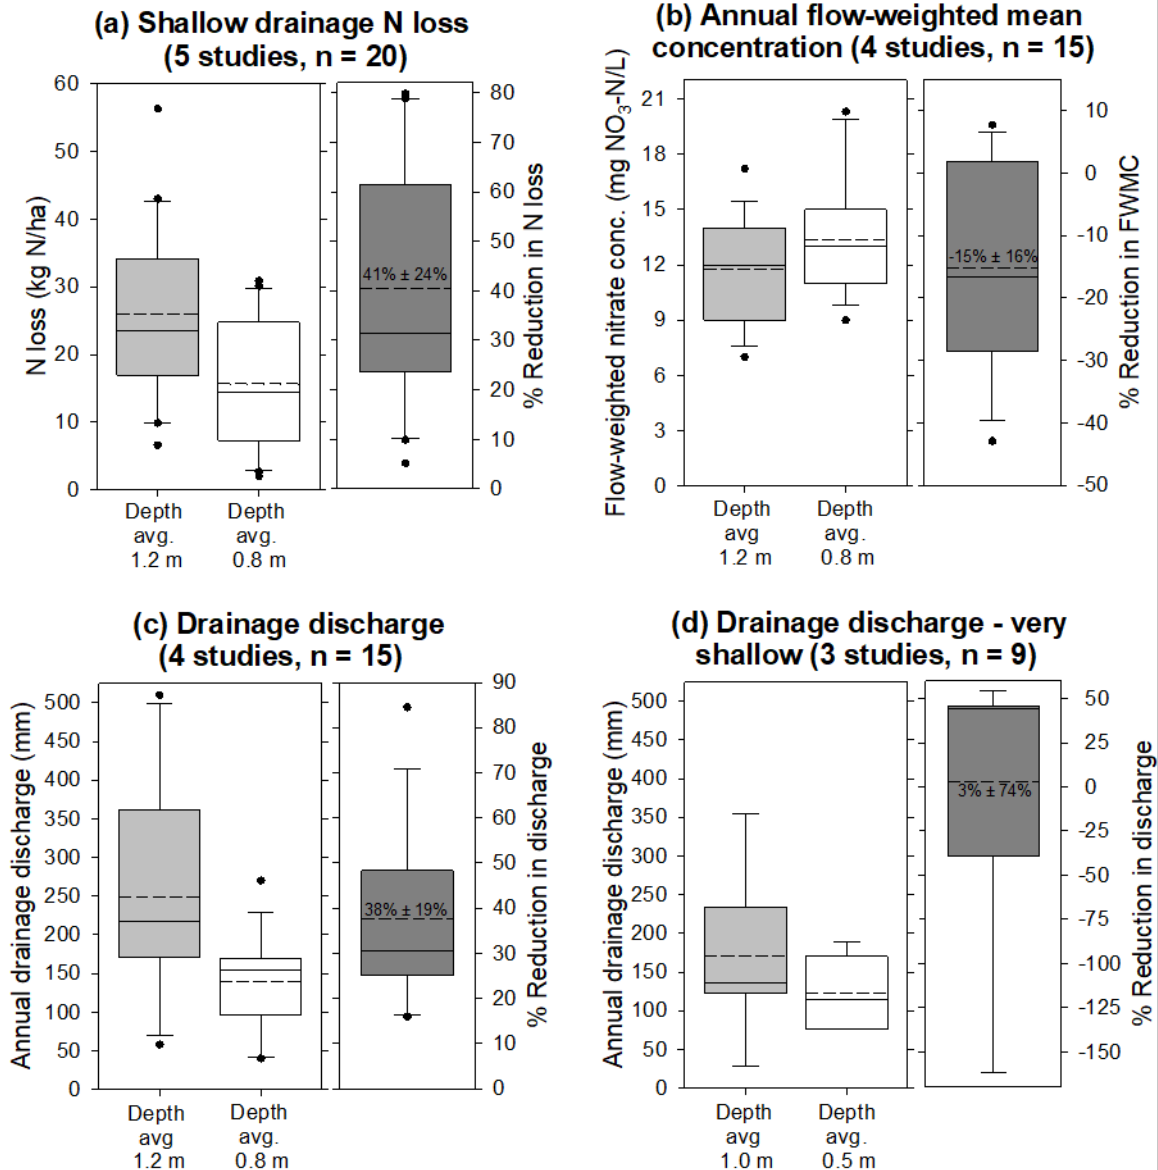 (a) Shallow drainage N loss
(5 studies, n = 20)
N loss (kg N/ha)
60
50
40
30
20
10
0
41% ± 24%
80
70
60
50
40
30
20
10
0
% Reduction in N loss
Depth
avg.
1.2 m
Depth
avg.
0.8 m
(b) Annual flow-weighted mean
concentration (4 studies, n = 15)
Flow-weighted nitrate conc. (mg NO₃-N/L)
21
18
15
12
9
6
3
0
-15% ± 16%
10
0
-10
-20
-30
-40
-50
% Reduction in FWMC
Depth
avg
1.2 m
Depth
avg.
0.8 m
(c) Drainage discharge
(4 studies, n = 15)
Annual drainage discharge (mm)
500
450
400
350
300
250
200
150
100
50
0
38% ± 19%
90
80
70
60
50
40
30
20
10
0
% Reduction in discharge
Depth
avg
1.2 m
Depth
avg.
0.8 m
(d) Drainage discharge - very
shallow (3 studies, n = 9)
Annual drainage discharge (mm)
500
450
400
350
300
250
200
150
100
50
0
3% ± 74%
50
25
0
-25
-50
-75
-100
-125
-150
% Reduction in discharge
Depth
avg
1.0 m
Depth
avg.
0.5 m